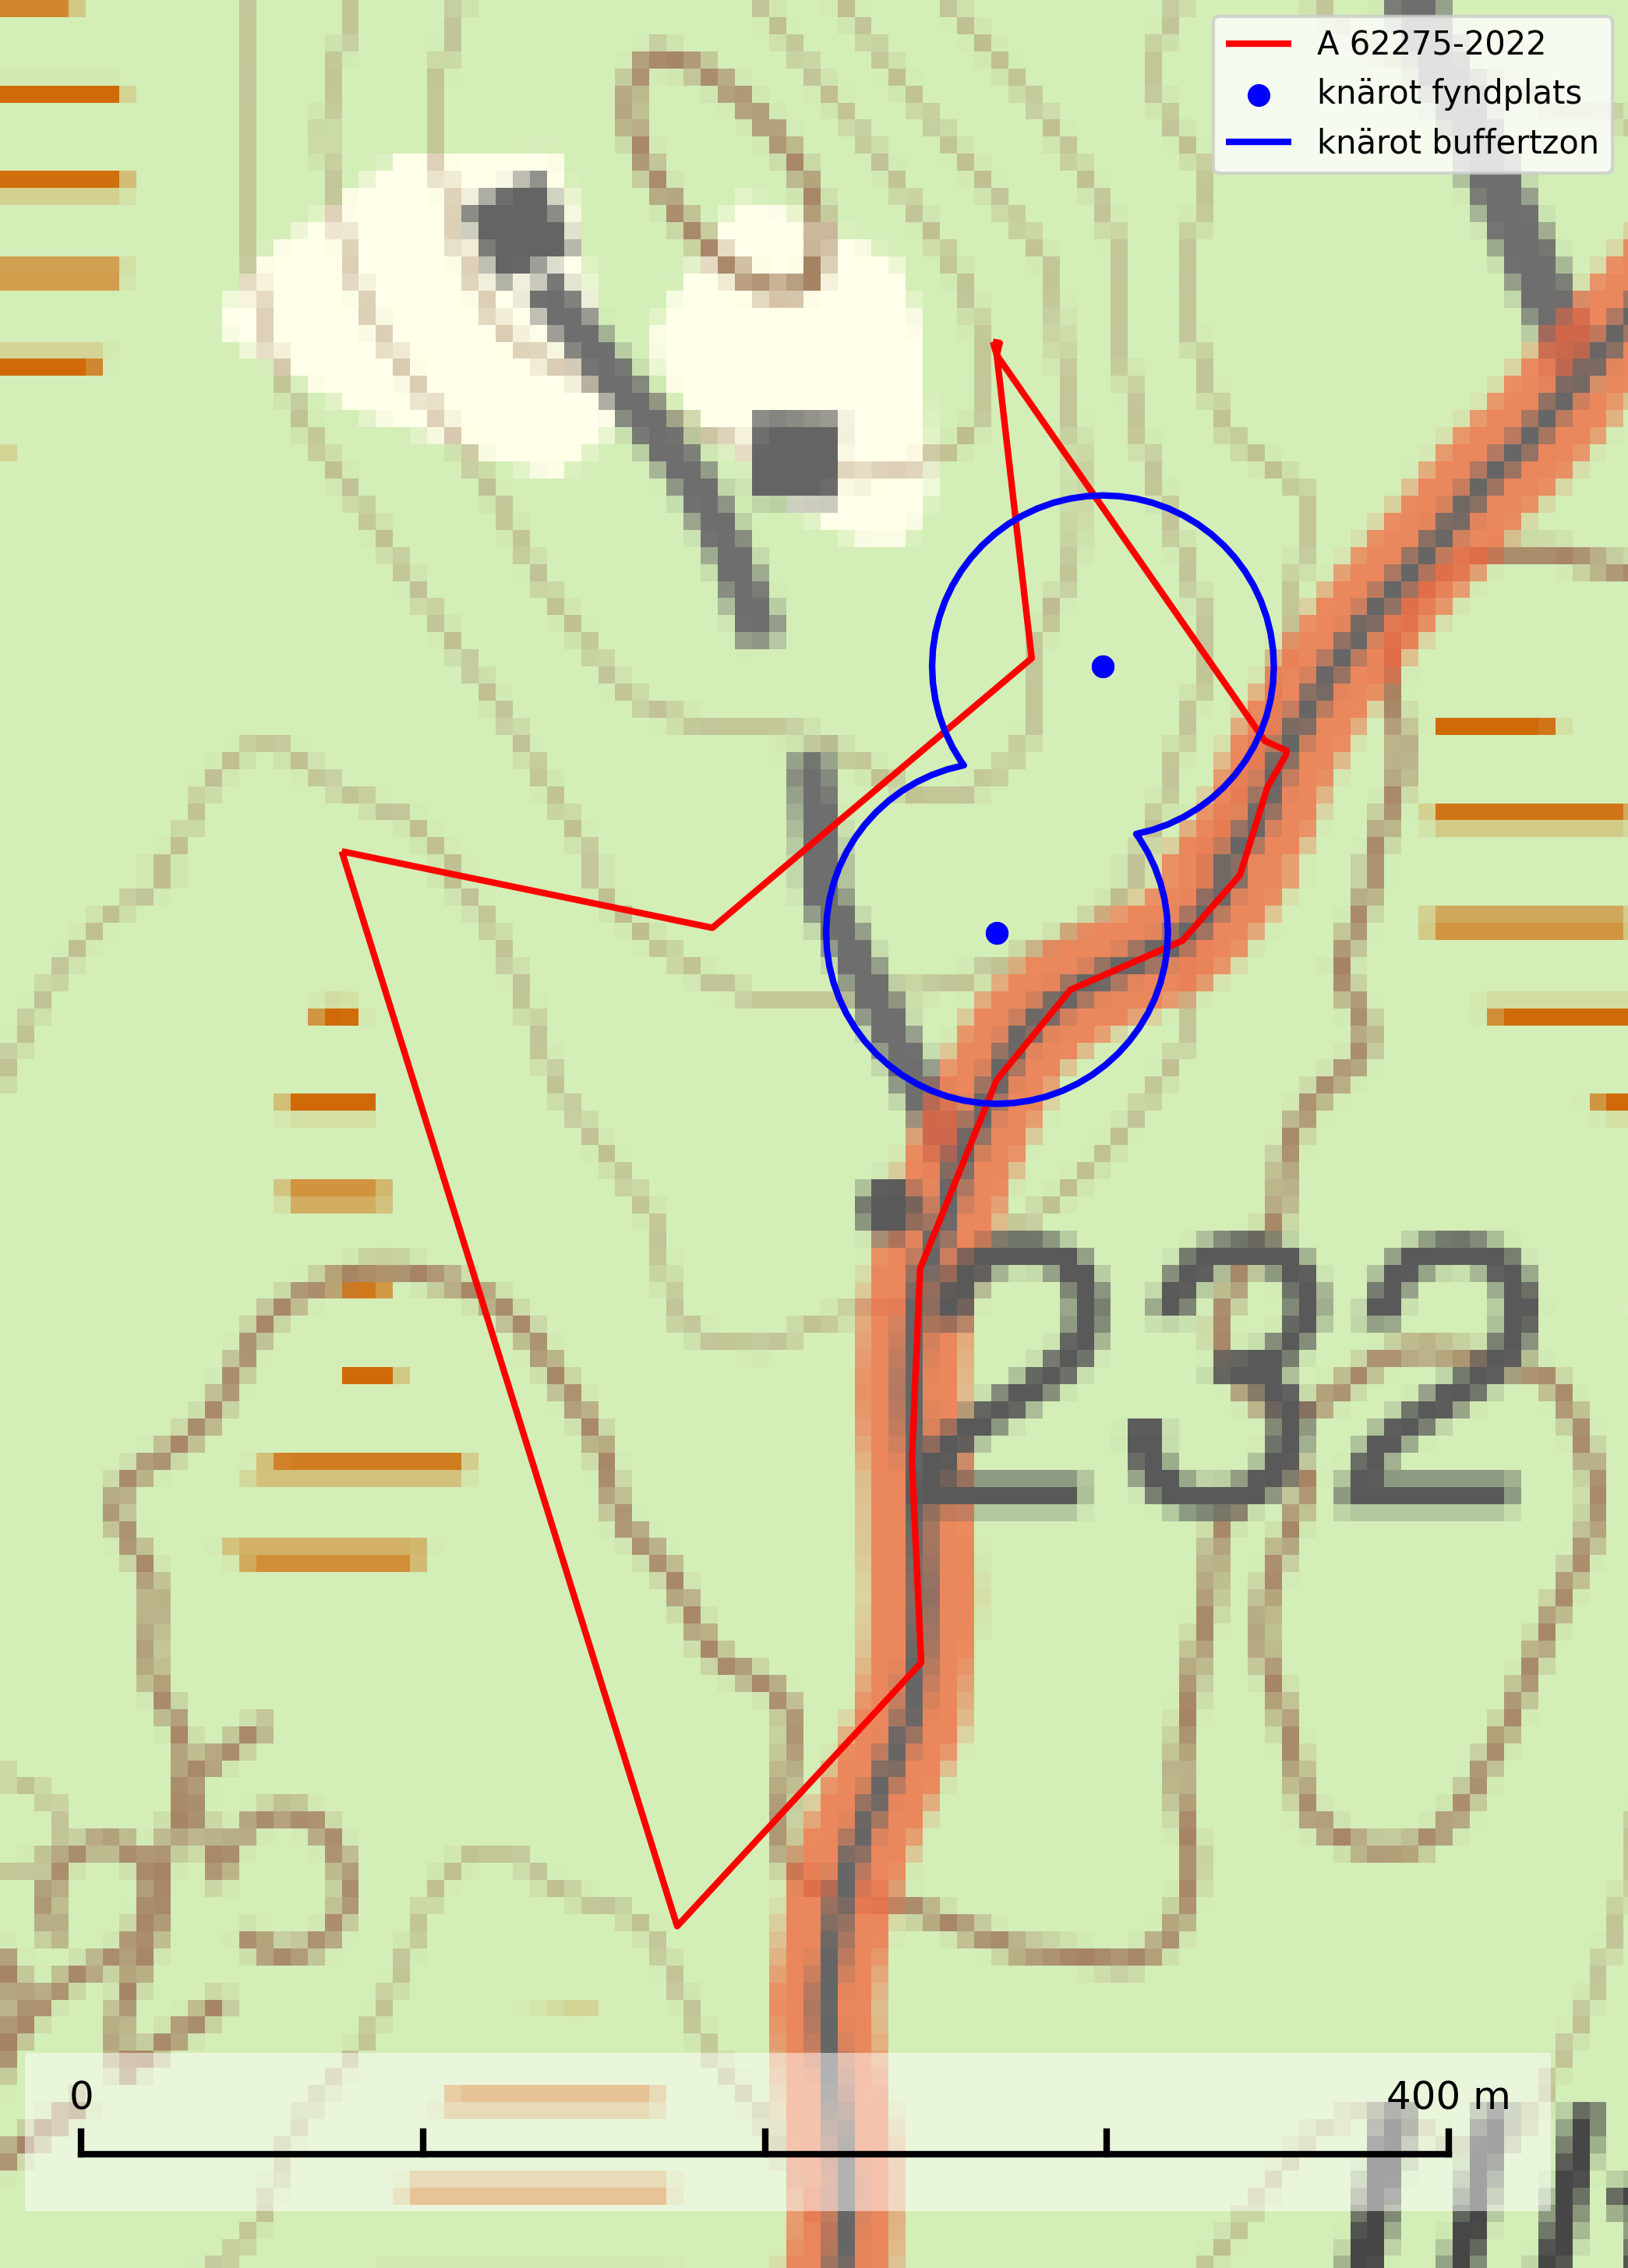 A 62275-2022
knärot fyndplats
knärot buffertzon
232
0 400 m